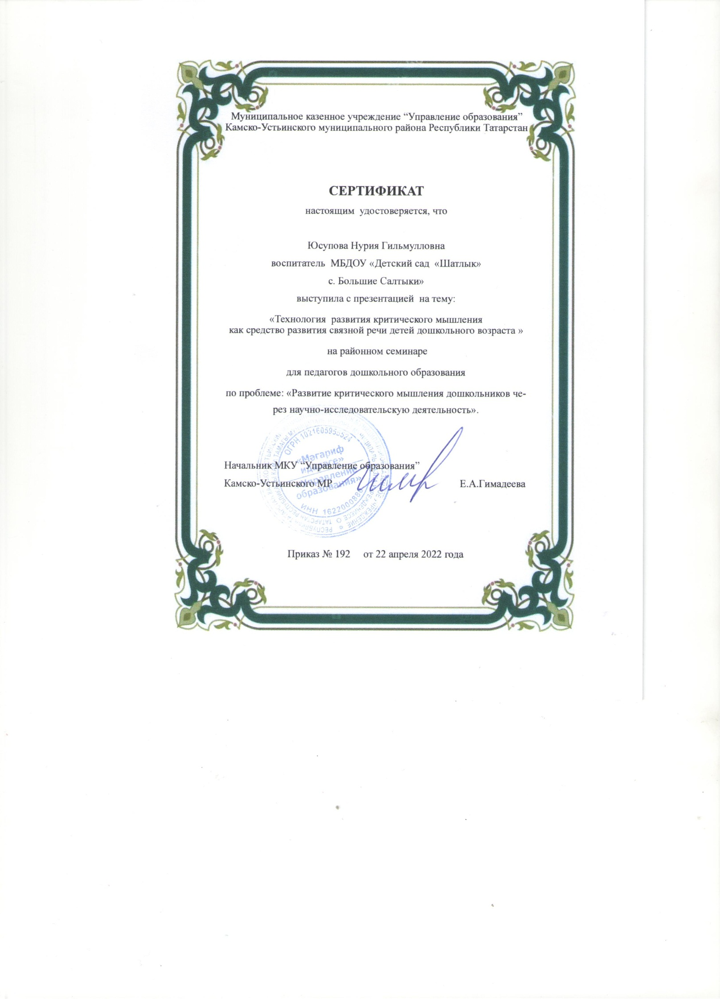 Муниципальное казенное учреждение “Управление образования”
Камско-Устьинского муниципального района Республики Татарстан
СЕРТИФИКАТ
настоящим удостоверяется, что
Юсупова Нурия Гильмулловна
воспитатель МБДОУ «Детский сад «Шатлык»
с. Большие Салтыки»
выступила с презентацией на тему:
«Технология развития критического мышления
как средство развития связной речи детей дошкольного возраста »
на районном семинаре
для педагогов дошкольного образования
по проблеме: «Развитие критического мышления дошкольников че-
рез научно-исследовательскую деятельность».
ОГРН
«Мәгариф
идарәсе»
«Управление
образования»
ИНН
Начальник МКУ “Управление образования”
Камско-Устьинского МР Е.А.Гимадеева
Приказ № 192 от 22 апреля 2022 года